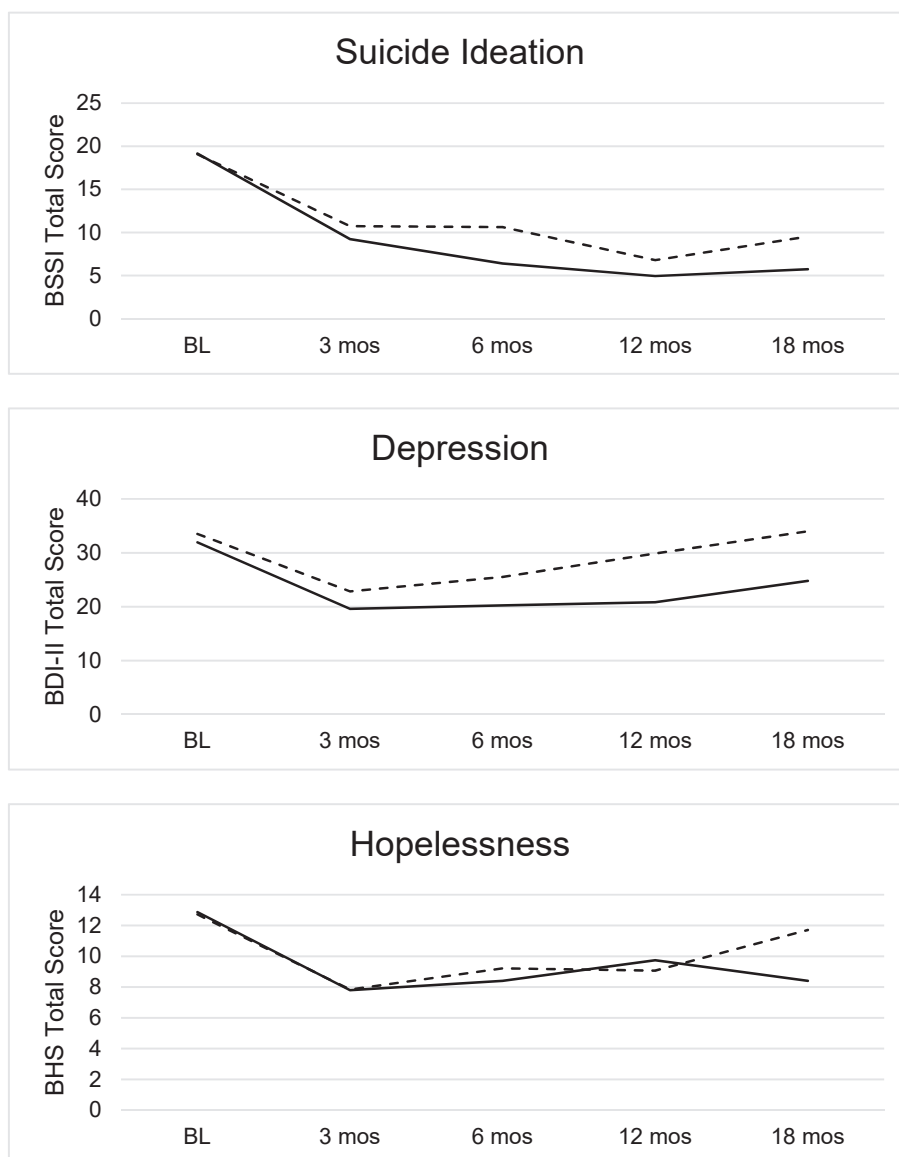 Suicide Ideation
BSSI Total Score
25
20
15
10
5
0
BL 3 mos 6 mos 12 mos 18 mos
Depression
BDI-II Total Score
40
30
20
10
0
BL 3 mos 6 mos 12 mos 18 mos
Hopelessness
BHS Total Score
14
12
10
8
6
4
2
0
BL 3 mos 6 mos 12 mos 18 mos